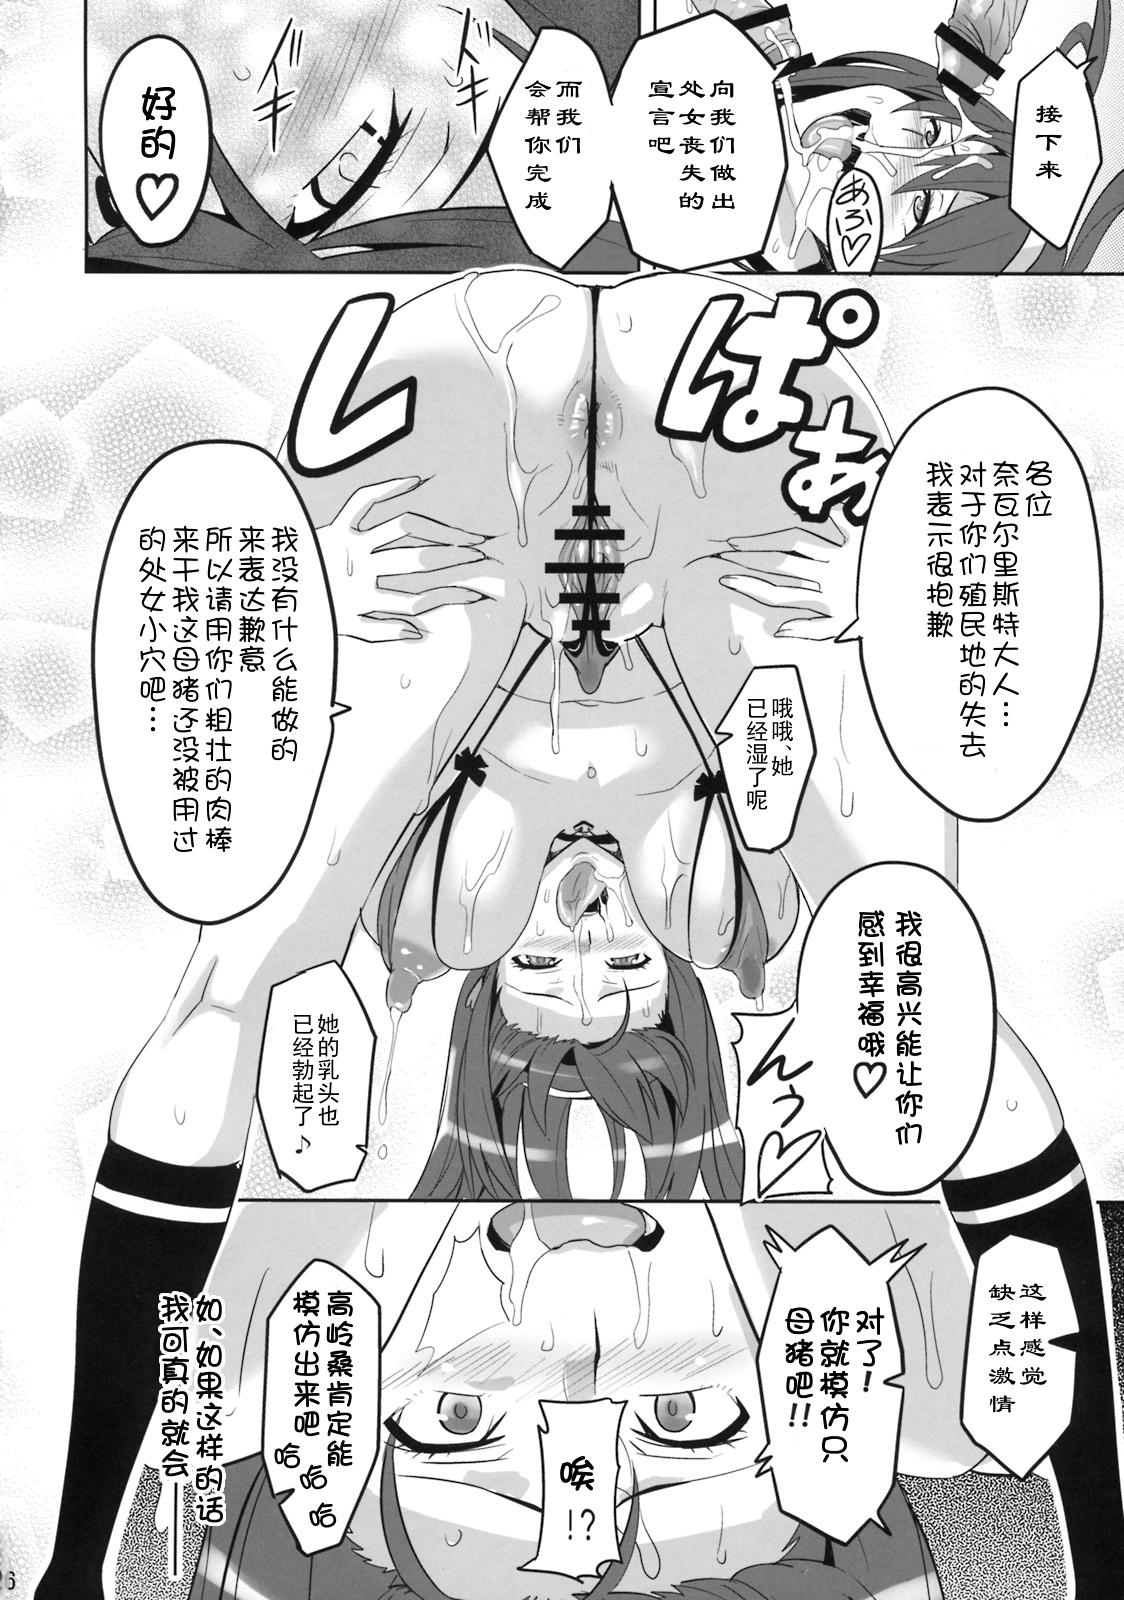 接下来
あふ♡
向我们做出
处女丧失的
宣言吧
而我们
会帮你完成
ドキ
ドキ
好的♡
ぱぁ
し
各位
奈瓦尔里斯特大人…
对于你们殖民地的失去
我表示很抱歉
哦哦、她
已经湿了呢
我没有什么能做的
来表达歉意
所以请用你们粗壮的肉棒
来干我这母猪还没被用过
的处女小穴吧…
我很高兴能让你们
感到幸福哦♡
んぅ♡
她的乳头也
已经勃起了♪
这样感觉
缺乏点激情
对了！
你就模仿只
母猪吧!!
唉
!?
高岭桑肯定能
模仿出来吧
哈哈哈
如、如果这样的话
我可真的就会——
26